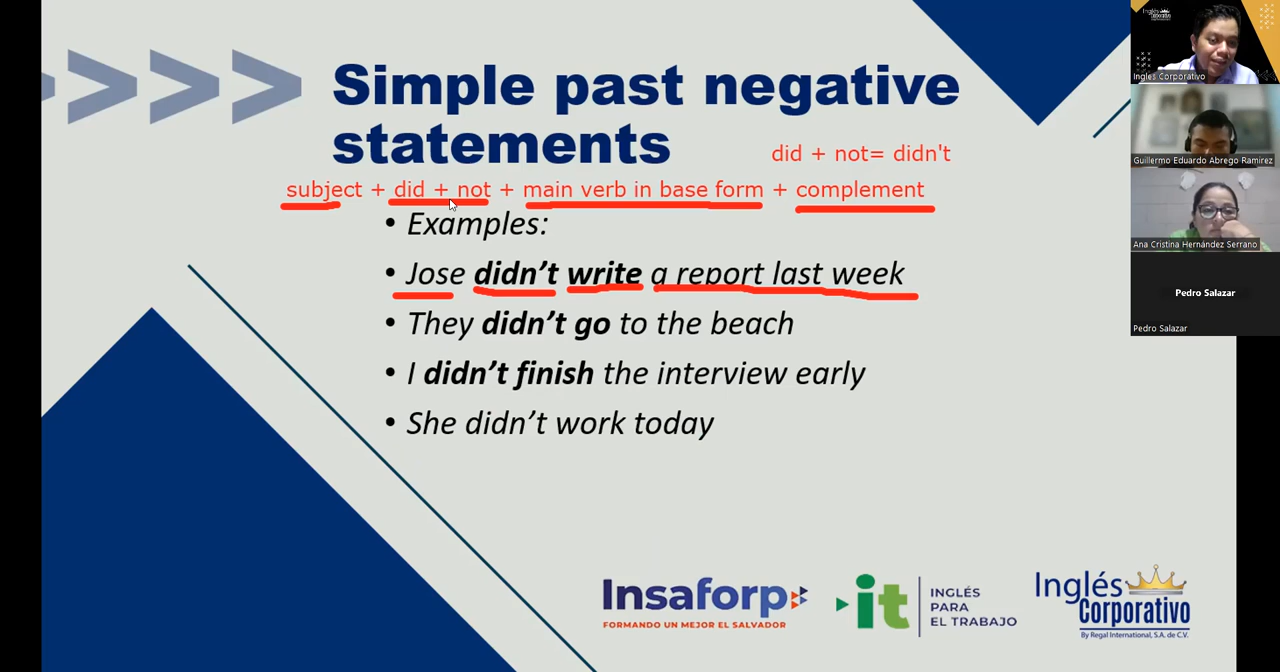 Simple past negative
statements
did + not= didn't
subject + did + not + main verb in base form + complement
• Examples:
• Jose didn’t write a report last week
• They didn’t go to the beach
• I didn’t finish the interview early
• She didn’t work today
Insaforp
FORMANDO UN MEJOR EL SALVADOR
it
INGLÉS
PARA
EL TRABAJO
Inglés
Corporativo
By Regal International, S.A. de C.V.
Inglés Corporativo
Ingles Corporativo
Guillermo Eduardo Abrego Ramirez
Ana Cristina Hernández Serrano
Pedro Salazar
Pedro Salazar